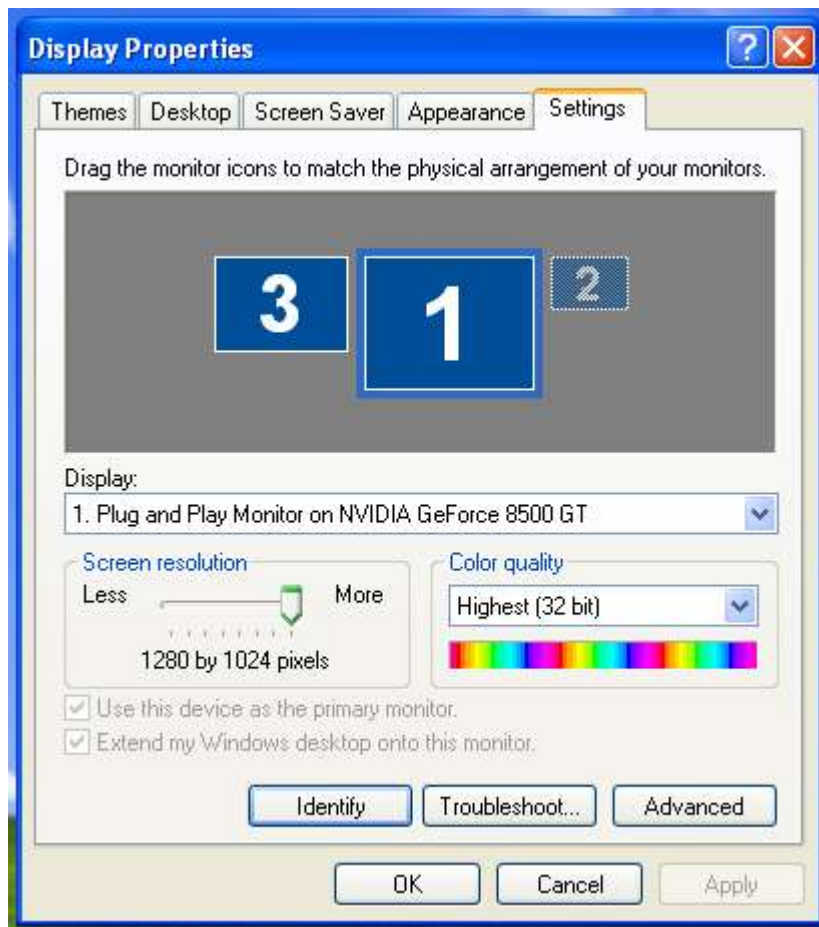 Display Properties
Themes Desktop Screen Saver Appearance Settings
Drag the monitor icons to match the physical arrangement of your monitors.
3 1 2
Display:
1. Plug and Play Monitor on NVIDIA GeForce 8500 GT
Screen resolution Color quality
Less More Highest (32 bit)
1280 by 1024 pixels
Use this device as the primary monitor.
Extend my Windows desktop onto this monitor.
Identify Troubleshoot... Advanced
OK Cancel Apply